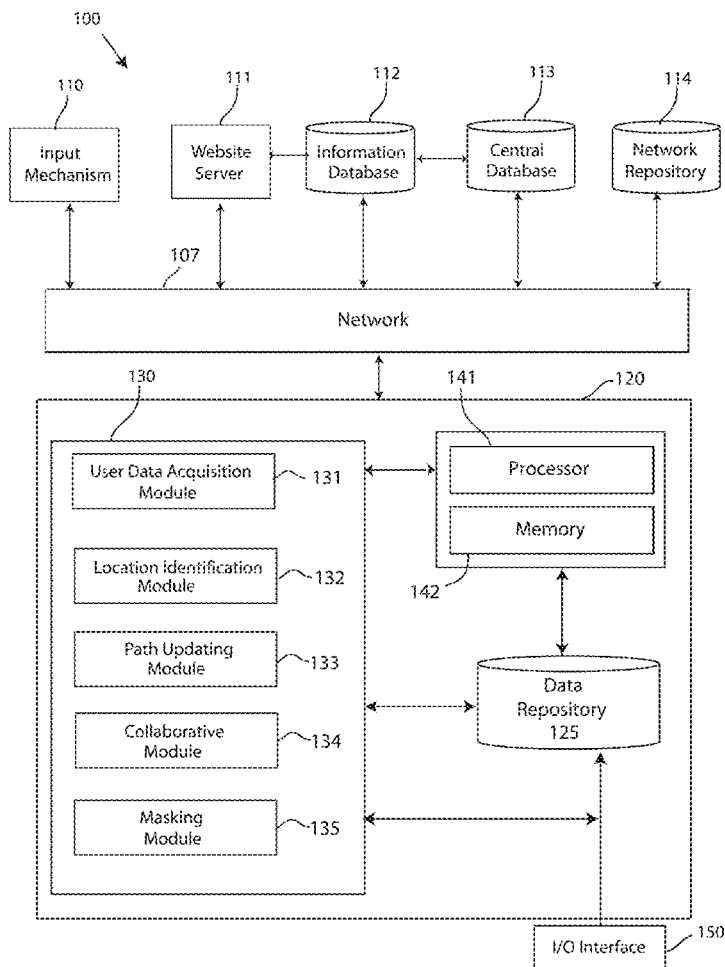 100
110
111
112
113
114
Input
Mechanism
Website
Server
Information
Database
Central
Database
Network
Repository
107
Network
130
141
120
User Data Acquisition
Module
131
Processor
Memory
142
Location Identification
Module
132
Path Updating
Module
133
Data
Repository
125
Collaborative
Module
134
Masking
Module
135
I/O Interface
150